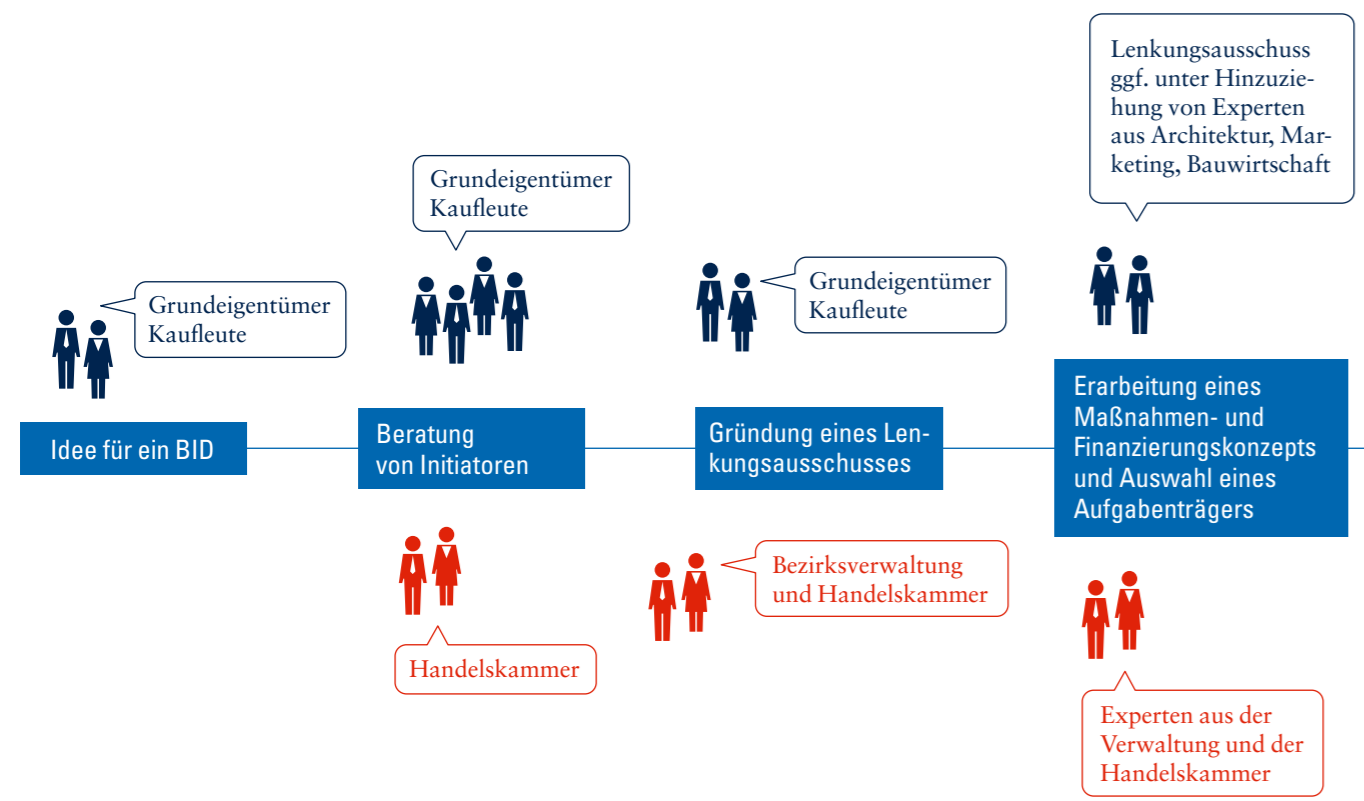 Lenkungsausschuss
ggf. unter Hinzuzie-
hung von Experten
aus Architektur, Mar-
keting, Bauwirtschaft
Grundeigentümer
Kaufleute
Grundeigentümer
Kaufleute
Grundeigentümer
Kaufleute
Idee für ein BID
Beratung
von Initiatoren
Gründung eines Len-
kungsausschusses
Erarbeitung eines
Maßnahmen- und
Finanzierungskonzepts
und Auswahl eines
Aufgabenträgers
Handelskammer
Bezirksverwaltung
und Handelskammer
Experten aus der
Verwaltung und der
Handelskammer